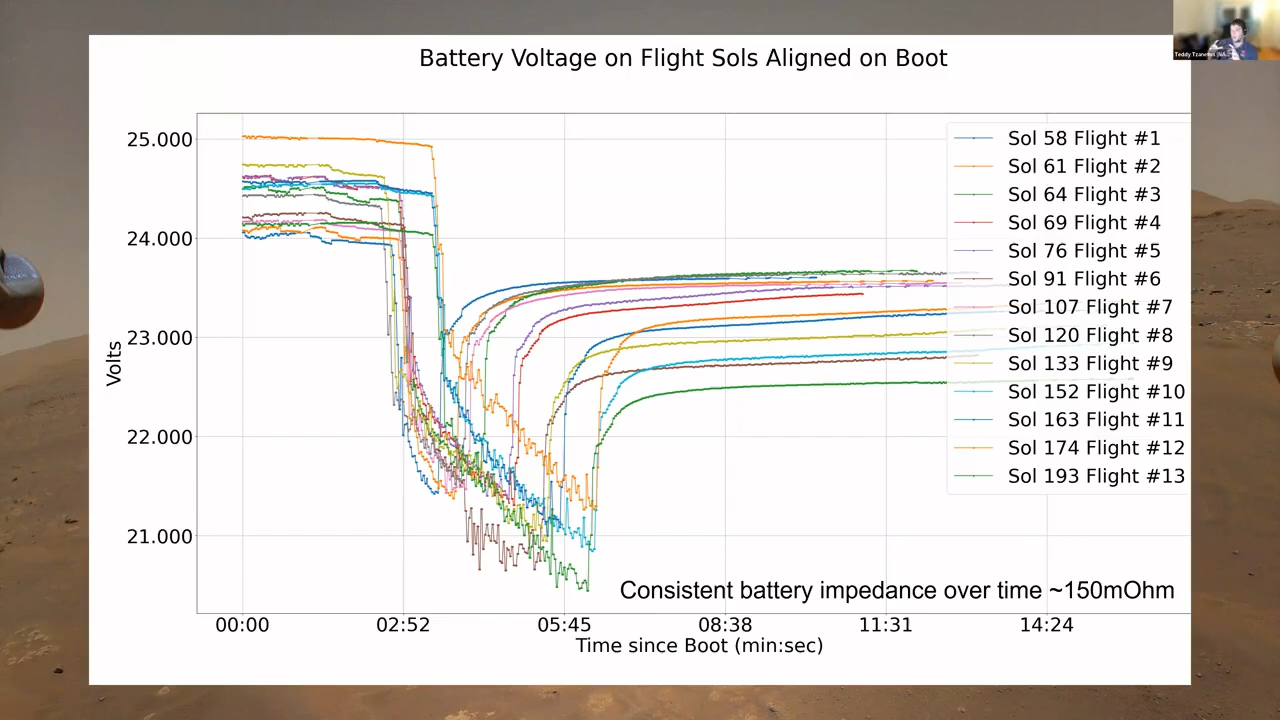 Battery Voltage on Flight Sols Aligned on Boot
Teddy Tzanetos
25.000
24.000
23.000
22.000
21.000
Volts
Sol 58 Flight #1
Sol 61 Flight #2
Sol 64 Flight #3
Sol 69 Flight #4
Sol 76 Flight #5
Sol 91 Flight #6
Sol 107 Flight #7
Sol 120 Flight #8
Sol 133 Flight #9
Sol 152 Flight #10
Sol 163 Flight #11
Sol 174 Flight #12
Sol 193 Flight #13
Consistent battery impedance over time ~150mOhm
00:00
02:52
05:45
08:38
11:31
14:24
Time since Boot (min:sec)